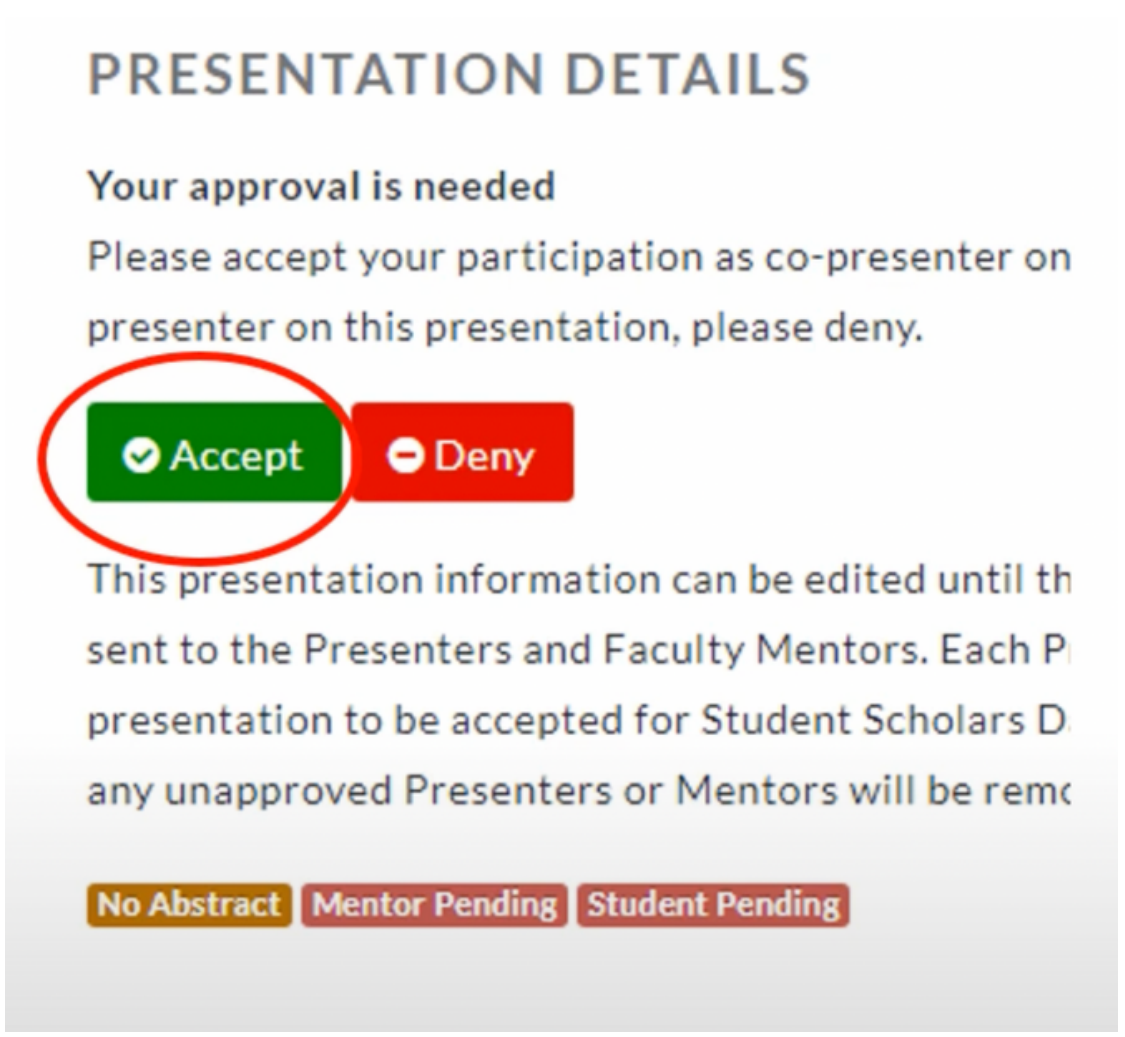 PRESENTATION DETAILS
Your approval is needed
Please accept your participation as co-presenter on
presenter on this presentation, please deny.
Accept Deny
This presentation information can be edited until th
sent to the Presenters and Faculty Mentors. Each P
presentation to be accepted for Student Scholars D
any unapproved Presenters or Mentors will be rem
No Abstract Mentor Pending Student Pending